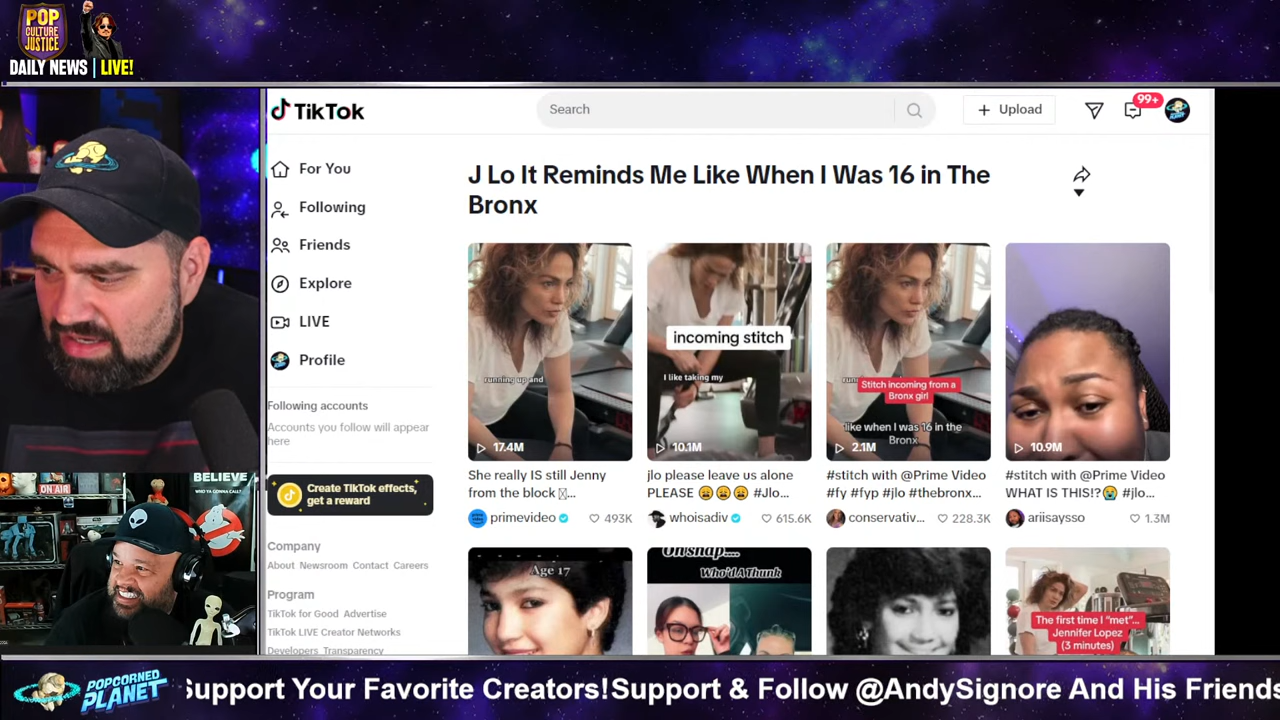 POP
CULTURE
JUSTICE
DAILY NEWS | LIVE!
TikTok
Search
Upload
99+
For You
Following
Friends
Explore
LIVE
Profile
Following accounts
Accounts you follow will appear
here
Create TikTok effects,
get a reward
Company
About Newsroom Contact Careers
Program
TikTok for Good Advertise
TikTok LIVE Creator Networks
Developers Transparency
J Lo It Reminds Me Like When I Was 16 in The
Bronx
running up and
17.4M
She really IS still Jenny
from the block
primevideo
493K
incoming stitch
I like taking my
10.1M
jlo please leave us alone
PLEASE 😩😩😩 #Jlo...
whoisadiv
615.6K
Stitch incoming from a
Bronx girl
like when I was 16 in the
Bronx
2.1M
#stitch with @Prime Video
#fy #fyp #jlo #thebronx...
conservativ...
228.3K
10.9M
#stitch with @Prime Video
WHAT IS THIS!?😭 #jlo...
ariisaysso
1.3M
Age 17
Oh snap....
Who'd A Thunk
The first time I "met"...
Jennifer Lopez
(3 minutes)
ON AIR
BELIEVE
WHO YA GONNA CALL?
POPCORNED
PLANET
Support Your Favorite Creators!Support & Follow @AndySignore And His Friends